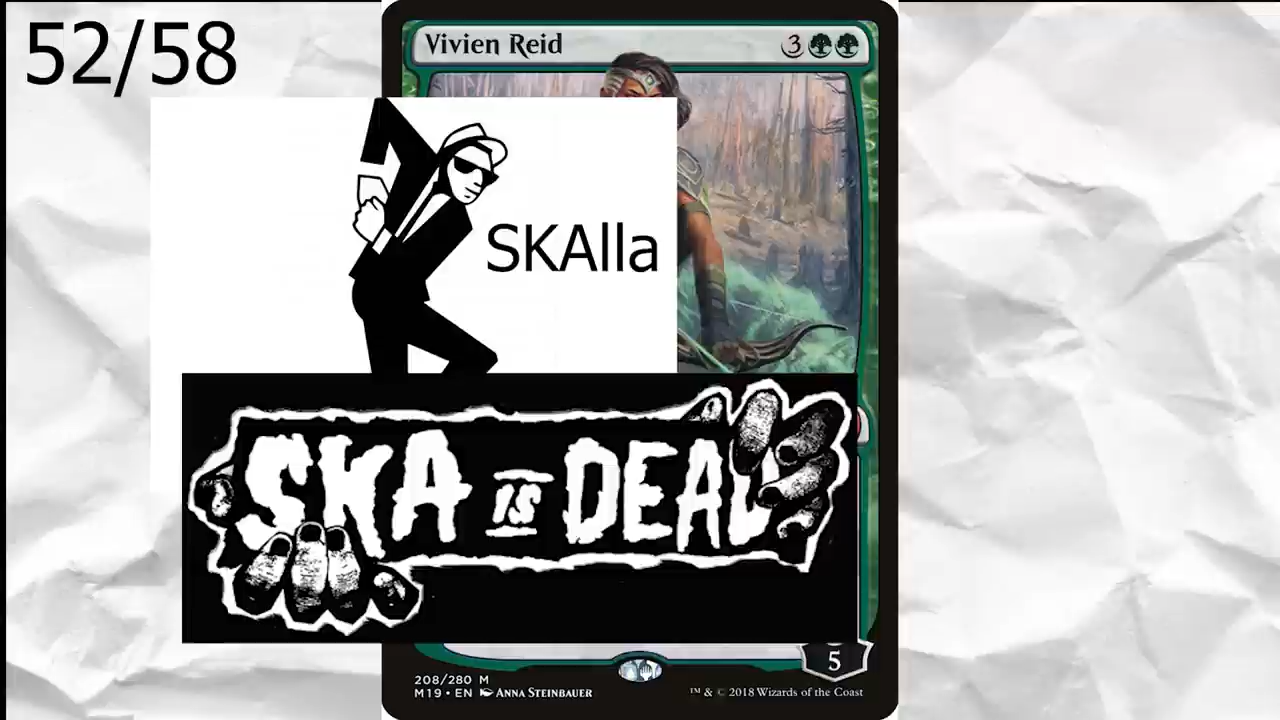 52/58
Vivien Reid
3
SKAlla
SKA IS DEAD
5
208/280 M
M19 • EN Anna Steinbauer
™ & © 2018 Wizards of the Coast